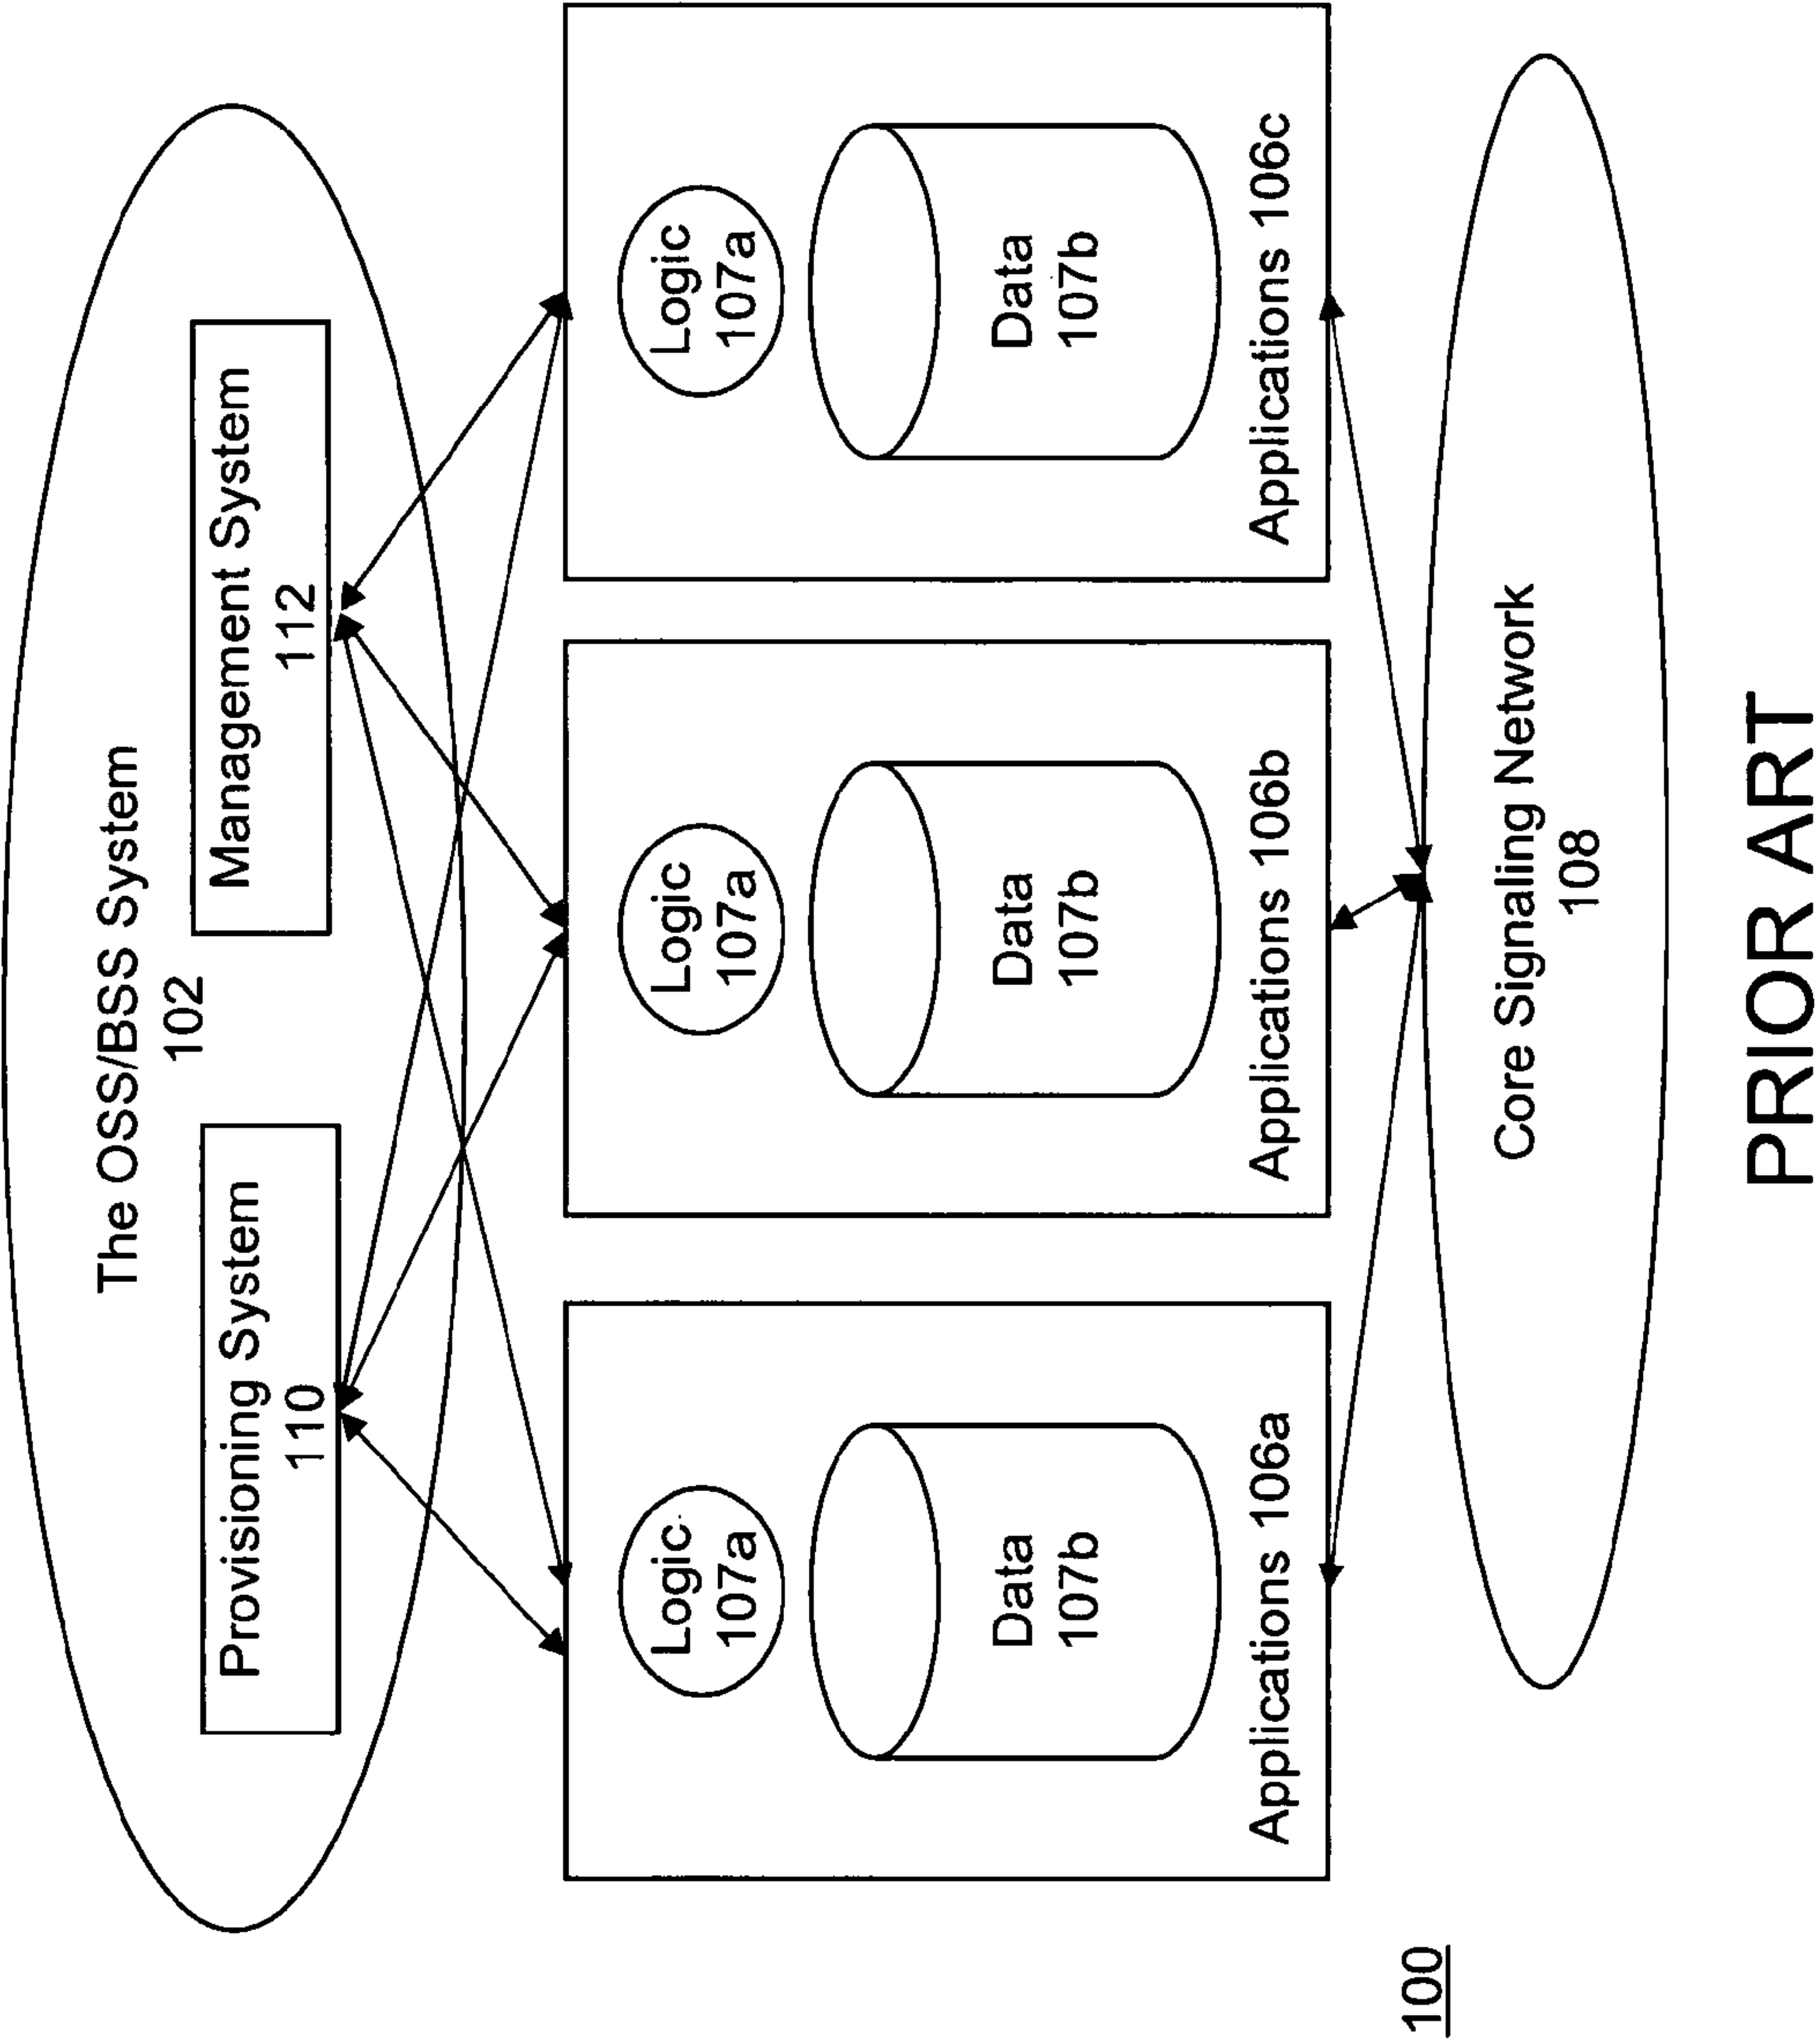 The OSS/BSS System
102
Provisioning System
110
Management System
112
Logic
107a
Data
107b
Applications 106a
Logic
107a
Data
107b
Applications 106b
Logic
107a
Data
107b
Applications 106c
Core Signaling Network
108
100
PRIOR ART